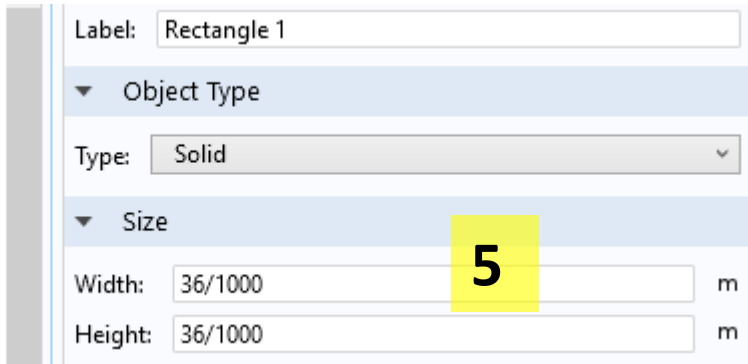 Label: Rectangle 1
Object Type
Type: Solid
Size
5
Width: 36/1000 m
Height: 36/1000 m